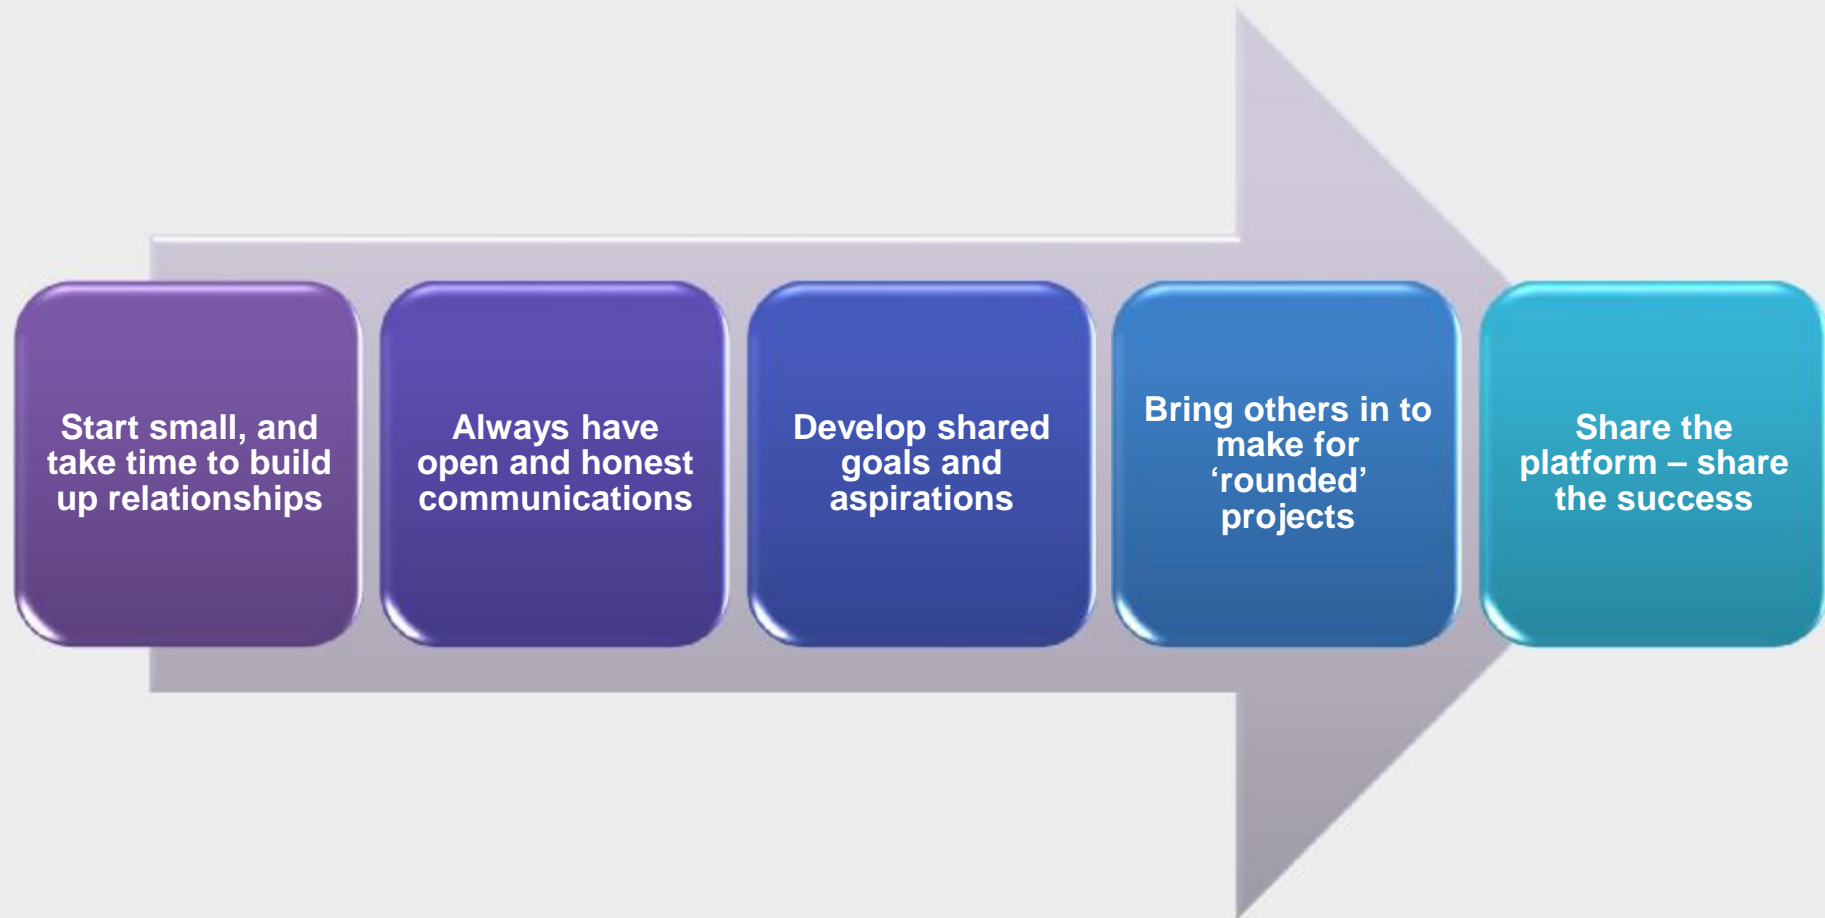 Start small, and
take time to build
up relationships
Always have
open and honest
communications
Develop shared
goals and
aspirations
Bring others in to
make for
‘rounded’
projects
Share the
platform – share
the success